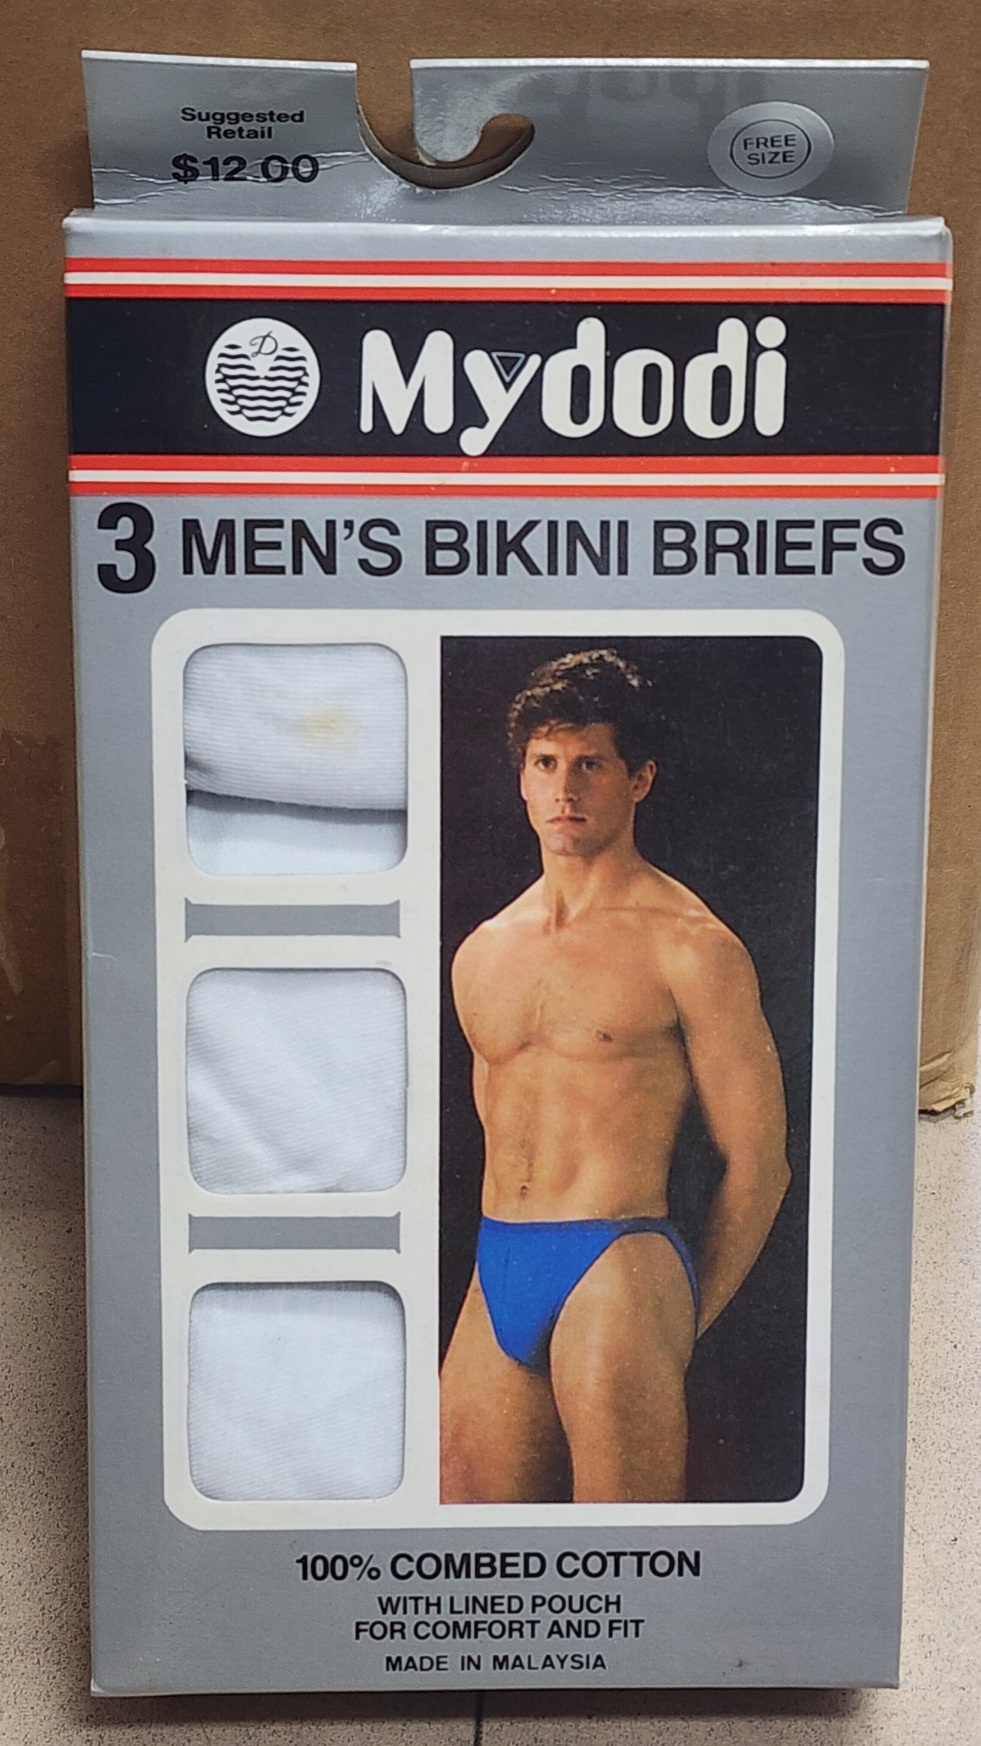 Suggested
Retail
$12.00
FREE
SIZE
D
Mydodi
3 MEN'S BIKINI BRIEFS
100% COMBED COTTON
WITH LINED POUCH
FOR COMFORT AND FIT
MADE IN MALAYSIA